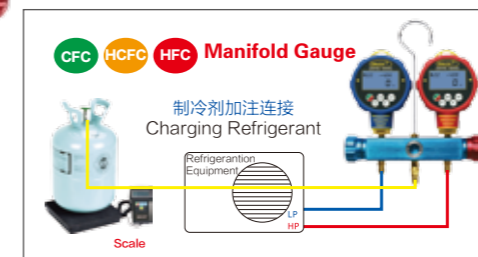 CFC HCFC HFC Manifold Gauge
制冷剂加注连接
Charging Refrigerant
Refrigerantion
Equipment
LP
HP
Scale